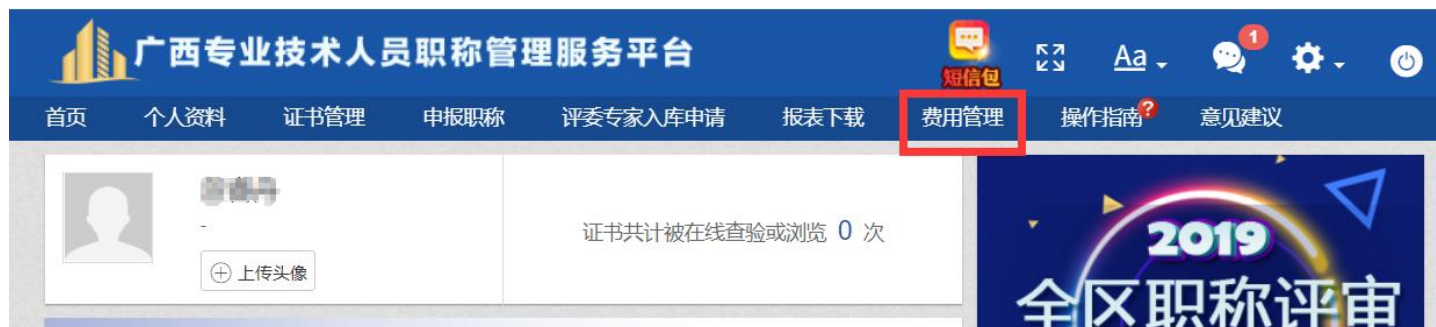 广西专业技术人员职称管理服务平台
短信包
Aa
1
首页 个人资料 证书管理 申报职称 评委专家入库申请 报表下载 费用管理 操作指南? 意见建议
-
证书共计被在线查验或浏览 0 次
上传头像
2019
全区职称评审